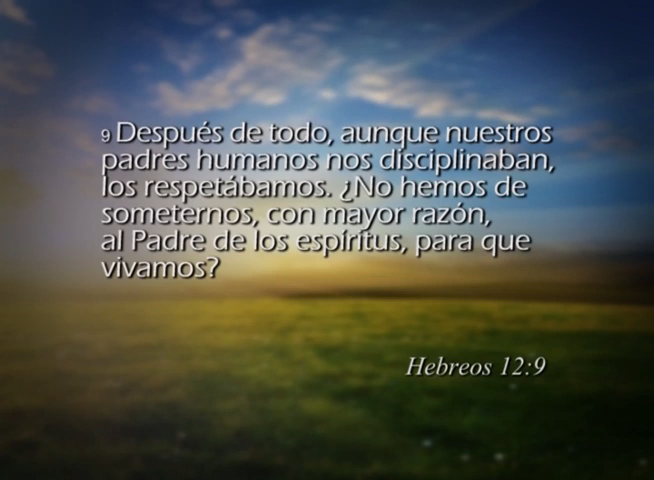 9 Después de todo, aunque nuestros
padres humanos nos disciplinaban,
los respetábamos. ¿No hemos de
someternos, con mayor razón,
al Padre de los espíritus, para que
vivamos?
Hebreos 12:9